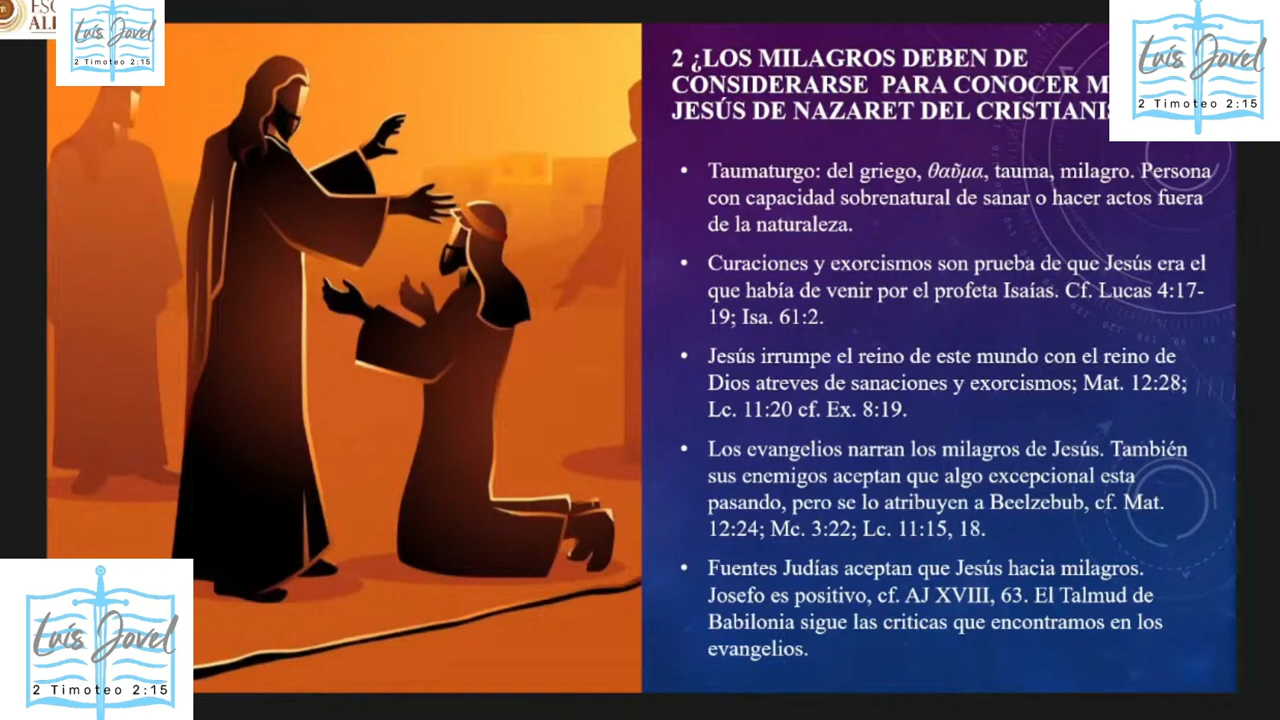 ESC
ALE
Luis Jovel
2 Timoteo 2:15
Luis Jovel
2 Timoteo 2:15
2 ¿LOS MILAGROS DEBEN DE
CONSIDERARSE PARA CONOCER M
JESÚS DE NAZARET DEL CRISTIANIS
• Taumaturgo: del griego, θαῦμα, tauma, milagro. Persona
con capacidad sobrenatural de sanar o hacer actos fuera
de la naturaleza.
• Curaciones y exorcismos son prueba de que Jesús era el
que había de venir por el profeta Isaías. Cf. Lucas 4:17-
19; Isa. 61:2.
• Jesús irrumpe el reino de este mundo con el reino de
Dios atreves de sanaciones y exorcismos; Mat. 12:28;
Lc. 11:20 cf. Ex. 8:19.
• Los evangelios narran los milagros de Jesús. También
sus enemigos aceptan que algo excepcional esta
pasando, pero se lo atribuyen a Beelzebub, cf. Mat.
12:24; Mc. 3:22; Lc. 11:15, 18.
• Fuentes Judías aceptan que Jesús hacia milagros.
Josefo es positivo, cf. AJ XVIII, 63. El Talmud de
Babilonia sigue las criticas que encontramos en los
evangelios.
Luis Jovel
2 Timoteo 2:15